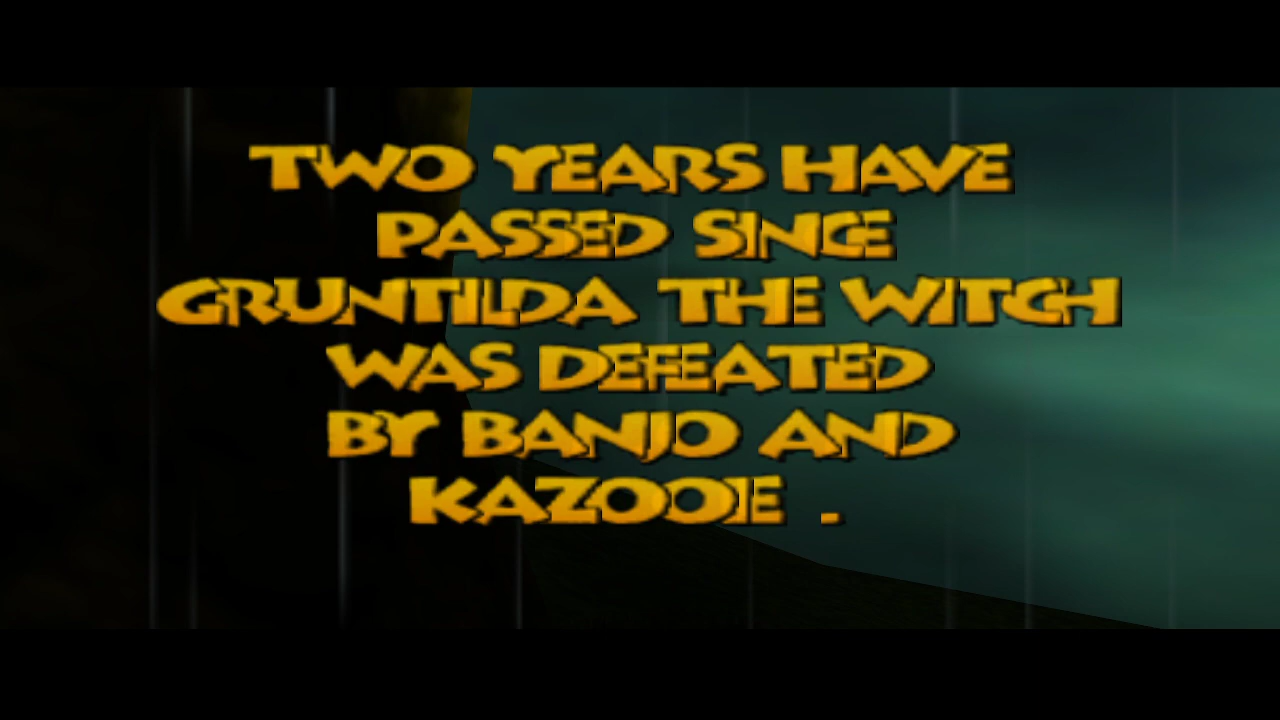 TWO YEARS HAVE
PASSED SINCE
GRUNTILDA THE WITCH
WAS DEFEATED
BY BANJO AND
KAZOOIE .